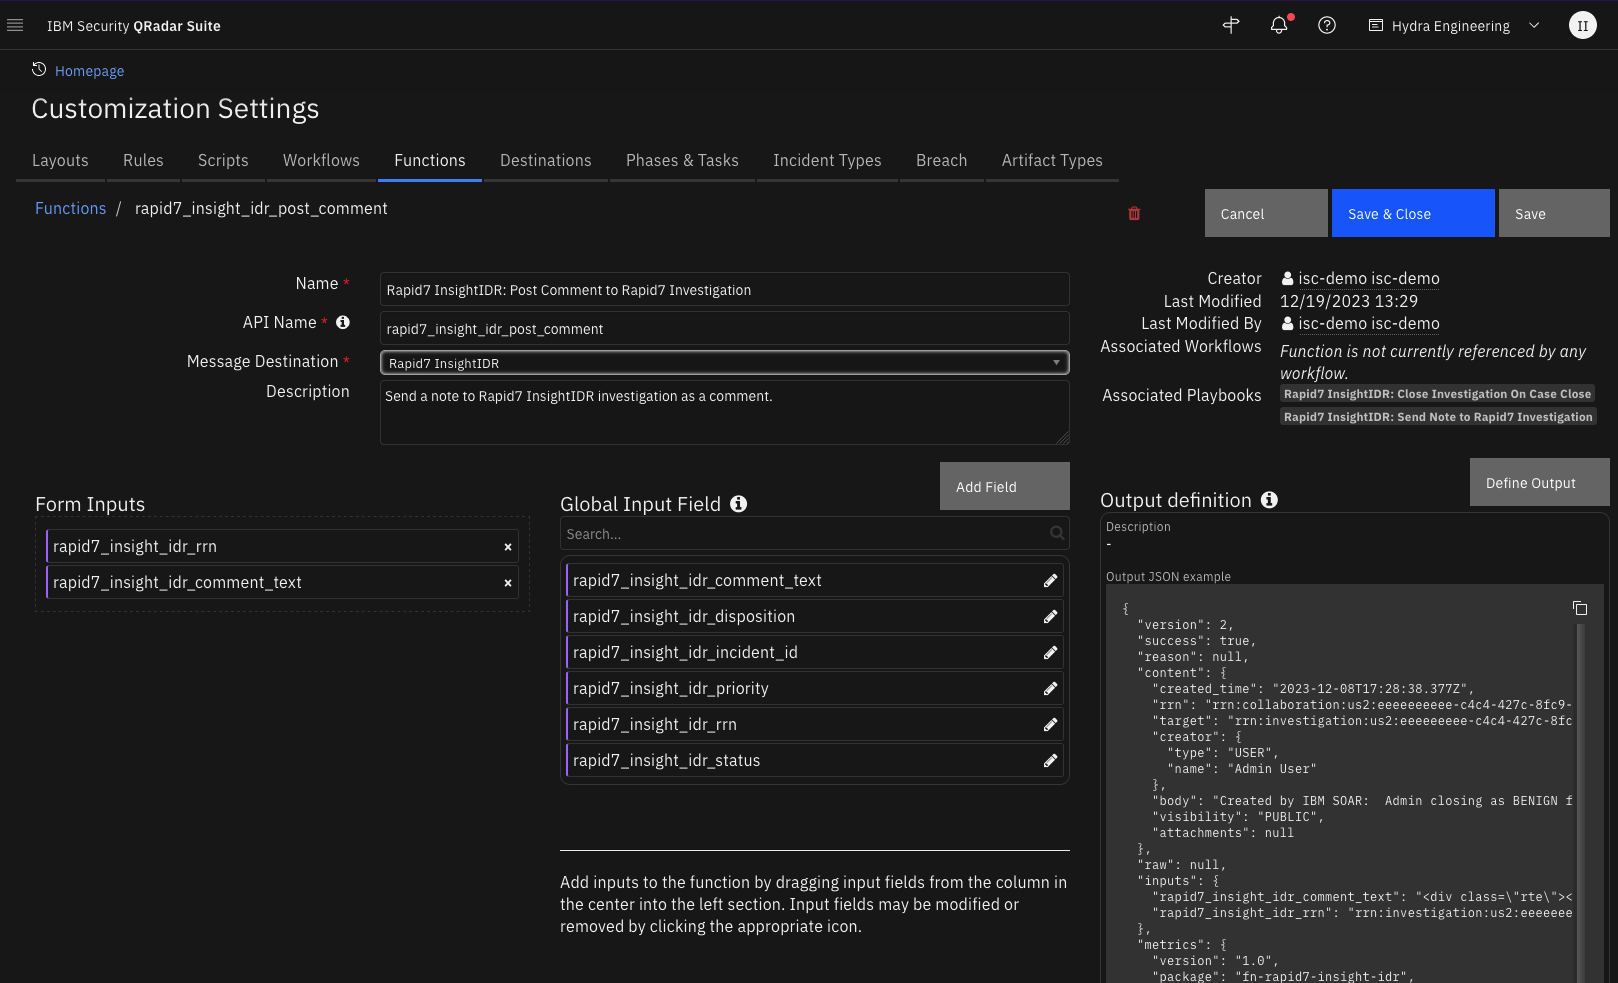 IBM Security QRadar Suite
Hydra Engineering
II
Homepage
Customization Settings
Layouts Rules Scripts Workflows Functions Destinations Phases & Tasks Incident Types Breach Artifact Types
Functions / rapid7_insight_idr_post_comment
Cancel
Save & Close
Save
Name *
Rapid7 InsightIDR: Post Comment to Rapid7 Investigation
API Name *
rapid7_insight_idr_post_comment
Message Destination *
Rapid7 InsightIDR
Description
Send a note to Rapid7 InsightIDR investigation as a comment.
Creator isc-demo isc-demo
Last Modified 12/19/2023 13:29
Last Modified By isc-demo isc-demo
Associated Workflows Function is not currently referenced by any
workflow.
Associated Playbooks Rapid7 InsightIDR: Close Investigation On Case Close
Rapid7 InsightIDR: Send Note to Rapid7 Investigation
Form Inputs
rapid7_insight_idr_rrn ×
rapid7_insight_idr_comment_text ×
Global Input Field
Add Field
Search...
rapid7_insight_idr_comment_text
rapid7_insight_idr_disposition
rapid7_insight_idr_incident_id
rapid7_insight_idr_priority
rapid7_insight_idr_rrn
rapid7_insight_idr_status
Add inputs to the function by dragging input fields from the column in
the center into the left section. Input fields may be modified or
removed by clicking the appropriate icon.
Output definition
Define Output
Description
-
Output JSON example
{
"version": 2,
"success": true,
"reason": null,
"content": {
"created_time": "2023-12-08T17:28:38.377Z",
"rrn": "rrn:collaboration:us2:eeeeeeeeee-c4c4-427c-8fc9-
"target": "rrn:investigation:us2:eeeeeeeee-c4c4-427c-8fc
"creator": {
"type": "USER",
"name": "Admin User"
},
"body": "Created by IBM SOAR:  Admin closing as BENIGN f
"visibility": "PUBLIC",
"attachments": null
},
"raw": null,
"inputs": {
"rapid7_insight_idr_comment_text": "<div class=\"rte\"><
"rapid7_insight_idr_rrn": "rrn:investigation:us2:eeeeeee
},
"metrics": {
"version": "1.0",
"package": "fn-rapid7-insight-idr",